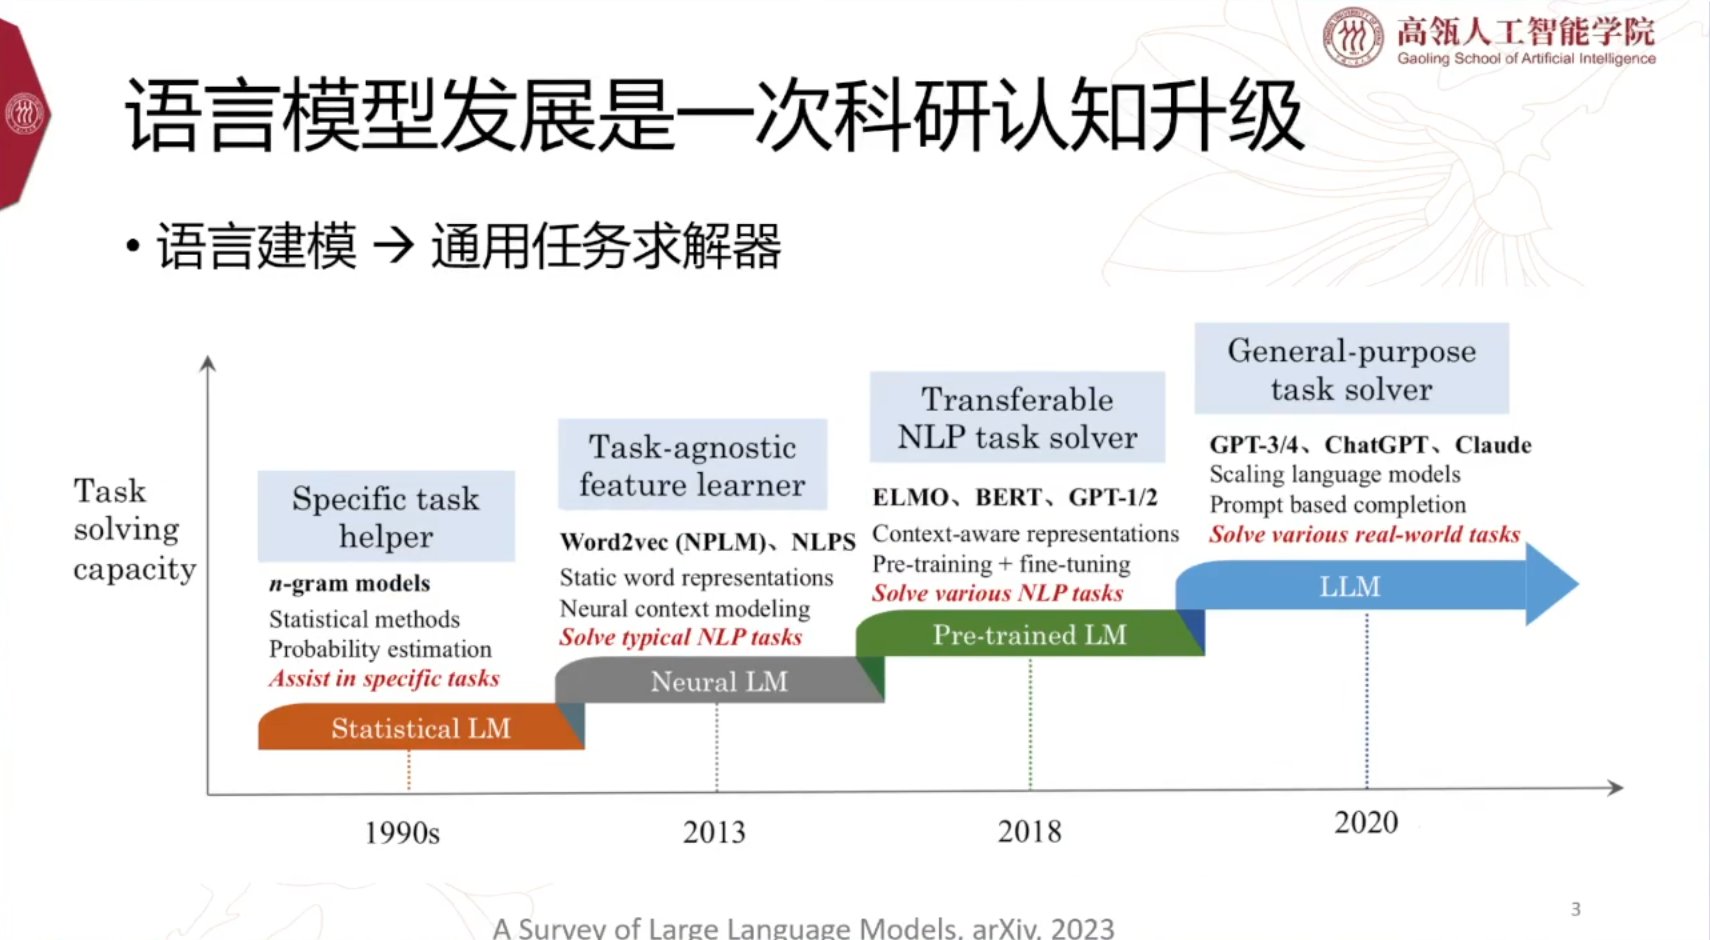 高瓴人工智能学院
Gaoling School of Artificial Intelligence
语言模型发展是一次科研认知升级
• 语言建模 → 通用任务求解器
Task
solving
capacity
Specific task
helper
n-gram models
Statistical methods
Probability estimation
Assist in specific tasks
Statistical LM
1990s
Task-agnostic
feature learner
Word2vec (NPLM)、NLPS
Static word representations
Neural context modeling
Solve typical NLP tasks
Neural LM
2013
Transferable
NLP task solver
ELMO、BERT、GPT-1/2
Context-aware representations
Pre-training + fine-tuning
Solve various NLP tasks
Pre-trained LM
2018
General-purpose
task solver
GPT-3/4、ChatGPT、Claude
Scaling language models
Prompt based completion
Solve various real-world tasks
LLM
2020
A Survey of Large Language Models, arXiv, 2023
3